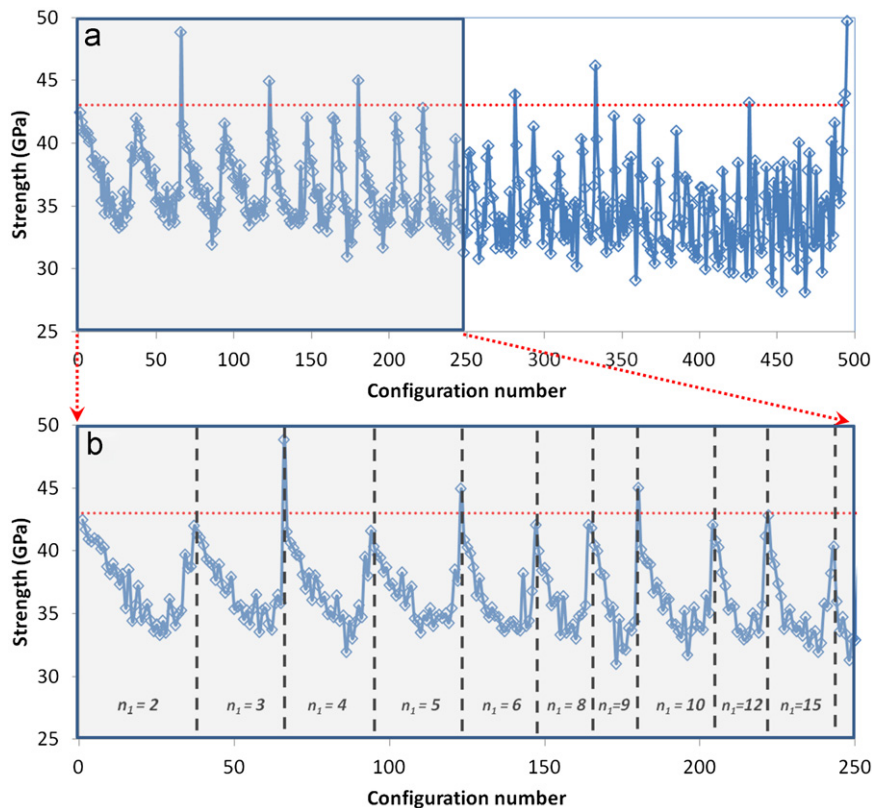 a
Strength (GPa)
50
45
40
35
30
25
0 50 100 150 200 250 300 350 400 450 500
Configuration number
b
Strength (GPa)
50
45
40
35
30
25
n₁ = 2 n₁ = 3 n₁ = 4 n₁ = 5 n₁ = 6 n₁ = 8 n₁=9 n₁ = 10 n₁=12 n₁=15
0 50 100 150 200 250
Configuration number